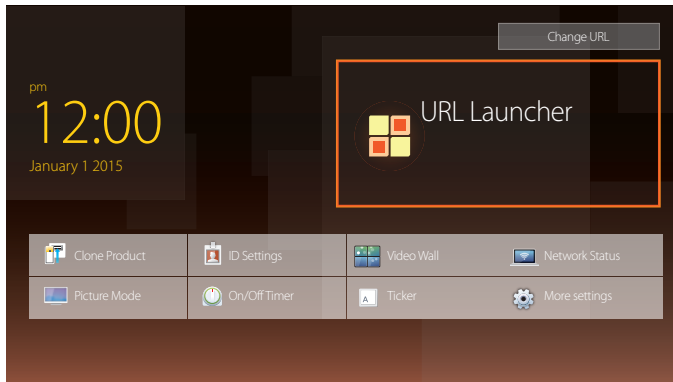 Change URL
pm
12:00
January 1 2015
URL Launcher
Clone Product
ID Settings
Video Wall
Network Status
Picture Mode
On/Off Timer
A
Ticker
More settings